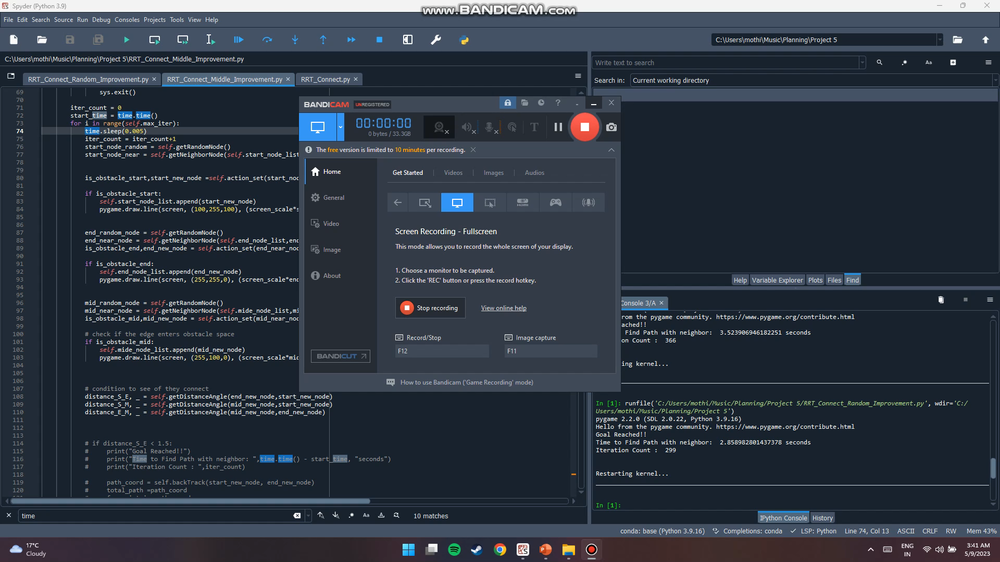 Spyder (Python 3.9)
www.BANDICAM.com
File Edit Search Source Run Debug Consoles Projects Tools View Help
C:\Users\mothi\Music\Planning\Project 5
C:\Users\mothi\Music\Planning\Project 5\RRT_Connect_Middle_Improvement.py
RRT_Connect_Random_Improvement.py
RRT_Connect_Middle_Improvement.py
RRT_Connect.py
69 sys.exit()
70
71 iter_count = 0
72 start_time = time.time()
73 for i in range(self.max_iter):
74 time.sleep(0.005)
75 iter_count = iter_count+1
76 start_node_random = self.getRandomNode()
77 start_node_near = self.getNeighborNode(self.start_node_list
78
79
80 is_obstacle_start,start_new_node =self.action_set(start_nod
81
82 if is_obstacle_start:
83 self.start_node_list.append(start_new_node)
84 pygame.draw.line(screen, (100,255,100), (screen_scale*s
85
86
87 end_random_node = self.getRandomNode()
88 end_near_node = self.getNeighborNode(self.end_node_list,end
89 is_obstacle_end,end_new_node = self.action_set(end_near_nod
90
91 if is_obstacle_end:
92 self.end_node_list.append(end_new_node)
93 pygame.draw.line(screen, (255,255,0), (screen_scale*end
94
95
96 mid_random_node = self.getRandomNode()
97 mid_near_node = self.getNeighborNode(self.mide_node_list,mi
98 is_obstacle_mid,mid_new_node = self.action_set(mid_near_nod
99
100 # check if the edge enters obstacle space
101 if is_obstacle_mid:
102 self.mide_node_list.append(mid_new_node)
103 pygame.draw.line(screen, (255,100,0), (screen_scale*mid
104
105
106
107 # condition to see of they connect
108 distance_S_E, _ = self.getDistanceAngle(end_new_node,start_new_node)
109 distance_S_M, _ = self.getDistanceAngle(mid_new_node,start_new_node)
110 distance_E_M, _ = self.getDistanceAngle(mid_new_node,end_new_node)
111
112
113
114 # if distance_S_E < 1.5:
115 # print("Goal Reached!!")
116 # print("Time to Find Path with neighbor: ",time.time() - start_time, "seconds")
117 # print("Iteration Count : ",iter_count)
118
119 # path_coord = self.backTrack(start_new_node, end_new_node)
120 # total_path =path_coord
time
Aa
10 matches
BANDICAM UNREGISTERED
?
00:00:00
0 bytes / 33.3GB
T
The free version is limited to 10 minutes per recording.
Home
General
Video
Image
About
BANDICUT
Get Started | Videos | Images | Audios
HDMI
Screen Recording - Fullscreen
This mode allows you to record the whole screen of your display.
1. Choose a monitor to be captured.
2. Click the 'REC' button or press the record hotkey.
Stop recording
View online help
Record/Stop
F12
Image capture
F11
How to use Bandicam ('Game Recording' mode)
Write text to search
Aa
Search in:
Current working directory
Help Variable Explorer Plots Files Find
Console 3/A
from the pygame community. https://www.pygame.org/contribute.html
ached!!
Find Path with neighbor: 3.523906946182251 seconds
on Count : 366
ing kernel...
In [1]: runfile('C:/Users/mothi/Music/Planning/Project 5/RRT_Connect_Random_Improvement.py', wdir='C:/
Users/mothi/Music/Planning/Project 5')
pygame 2.2.0 (SDL 2.0.22, Python 3.9.16)
Hello from the pygame community. https://www.pygame.org/contribute.html
Goal Reached!!
Time to Find Path with neighbor: 2.858982801437378 seconds
Iteration Count : 299
Restarting kernel...
In [1]:
IPython Console History
conda: base (Python 3.9.16) Completions: conda LSP: Python Line 74, Col 13 ASCII CRLF RW Mem 43%
17°C
Cloudy
ENG
IN
3:41 AM
5/9/2023